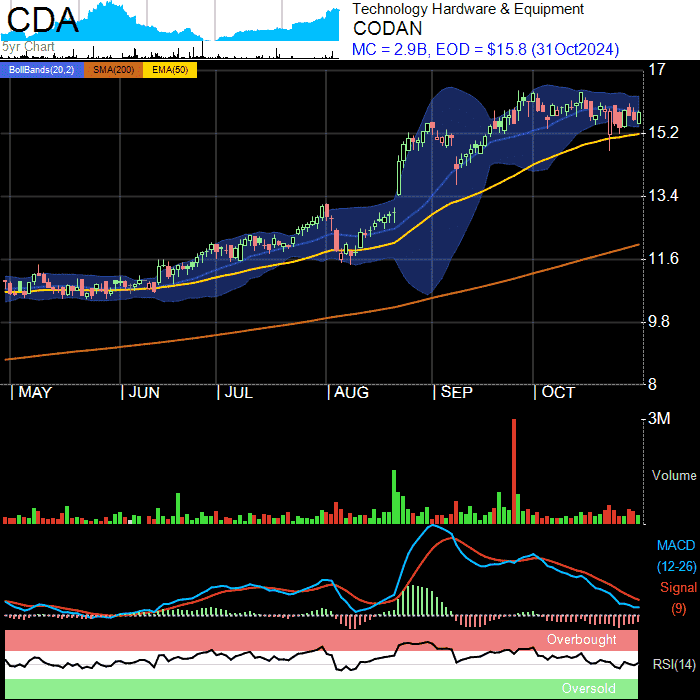 CDA
5yr Chart
Technology Hardware & Equipment
CODAN
MC = 2.9B, EOD = $15.8 (31Oct2024)
BollBands(20,2) SMA(200) EMA(50)
17
15.2
13.4
11.6
9.8
8
MAY JUN JUL AUG SEP OCT
3M
Volume
MACD
(12-26)
Signal
(9)
Overbought
RSI(14)
Oversold